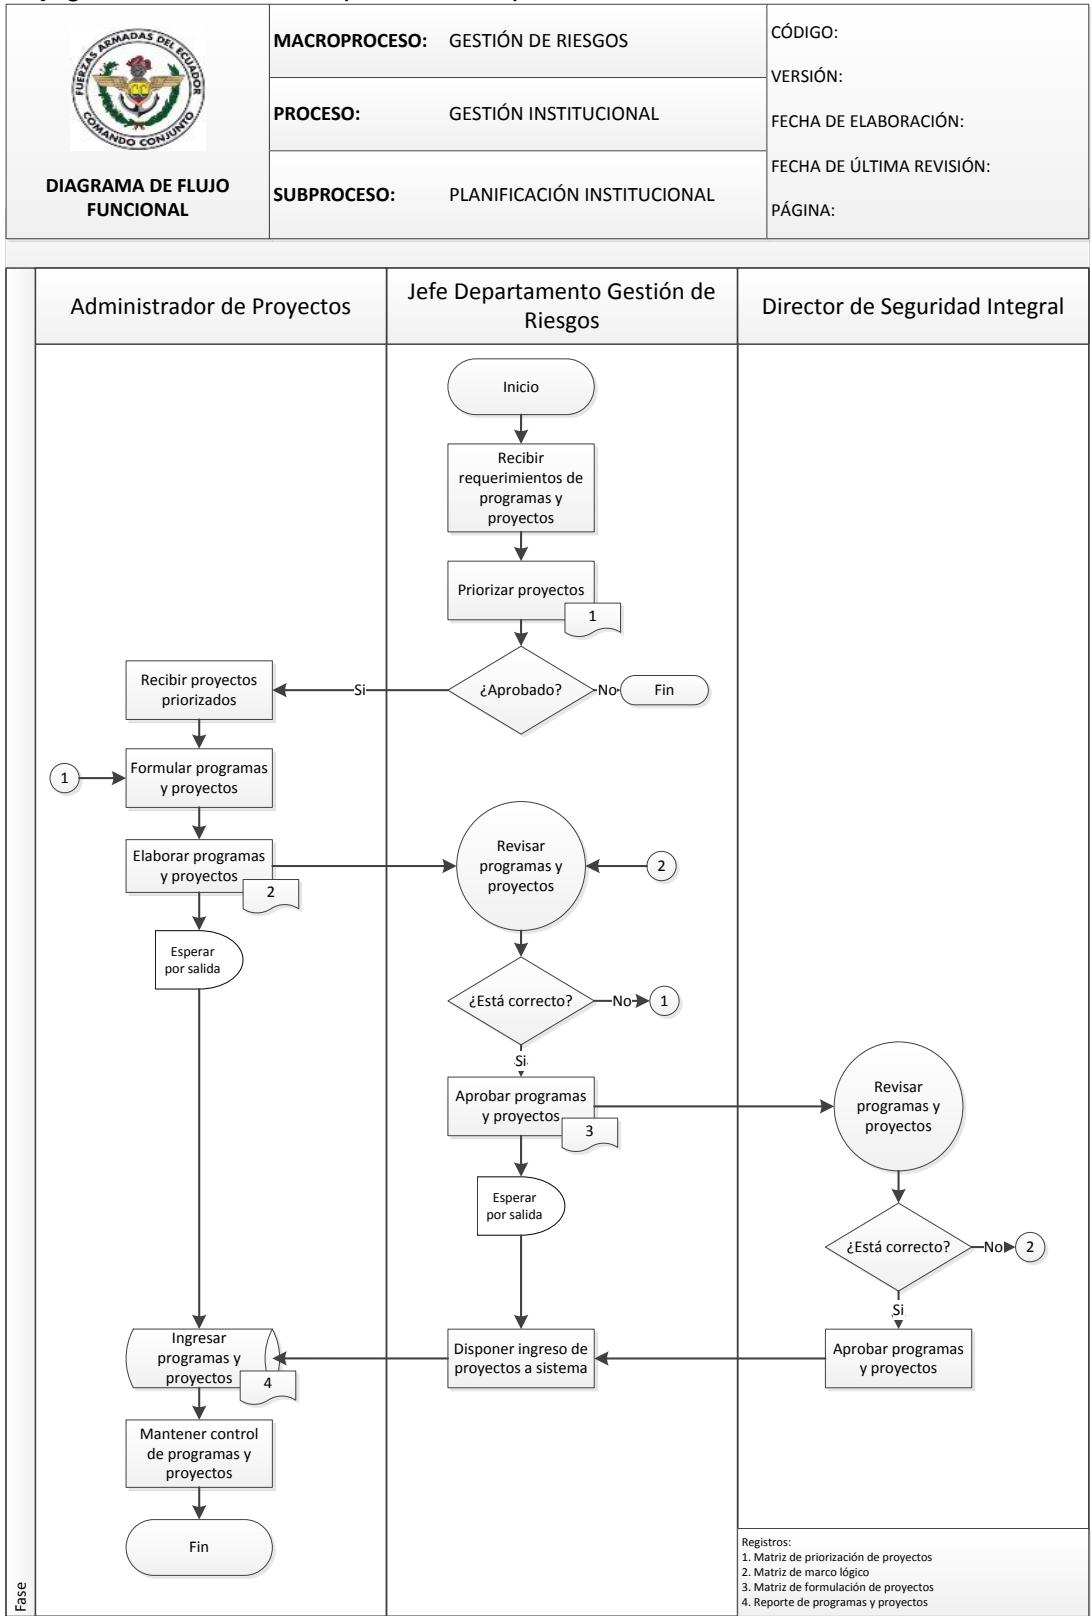 FUERZAS ARMADAS DEL ECUADOR
COMANDO CONJUNTO
DIAGRAMA DE FLUJO
FUNCIONAL
MACROPROCESO: GESTIÓN DE RIESGOS
PROCESO: GESTIÓN INSTITUCIONAL
SUBPROCESO: PLANIFICACIÓN INSTITUCIONAL
CÓDIGO:
VERSIÓN:
FECHA DE ELABORACIÓN:
FECHA DE ÚLTIMA REVISIÓN:
PÁGINA:
Administrador de Proyectos
Jefe Departamento Gestión de
Riesgos
Director de Seguridad Integral
Inicio
Recibir
requerimientos de
programas y
proyectos
Priorizar proyectos
1
¿Aprobado?
Si
No
Fin
Recibir proyectos
priorizados
1
Formular programas
y proyectos
Elaborar programas
y proyectos
2
Revisar
programas y
proyectos
2
Esperar
por salida
¿Está correcto?
No
1
Si
Aprobar programas
y proyectos
3
Revisar
programas y
proyectos
Esperar
por salida
¿Está correcto?
No
2
Si
Ingresar
programas y
proyectos
4
Disponer ingreso de
proyectos a sistema
Aprobar programas
y proyectos
Mantener control
de programas y
proyectos
Fin
Registros:
1. Matriz de priorización de proyectos
2. Matriz de marco lógico
3. Matriz de formulación de proyectos
4. Reporte de programas y proyectos
Fase